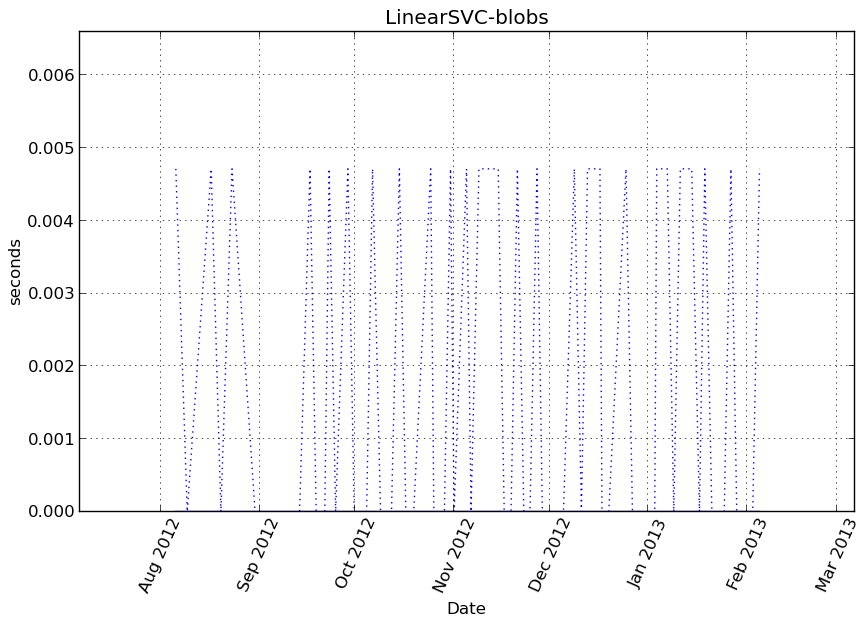 LinearSVC-blobs
0.006
0.005
0.004
0.003
0.002
0.001
0.000
seconds
Aug 2012
Sep 2012
Oct 2012
Nov 2012
Dec 2012
Jan 2013
Feb 2013
Mar 2013
Date